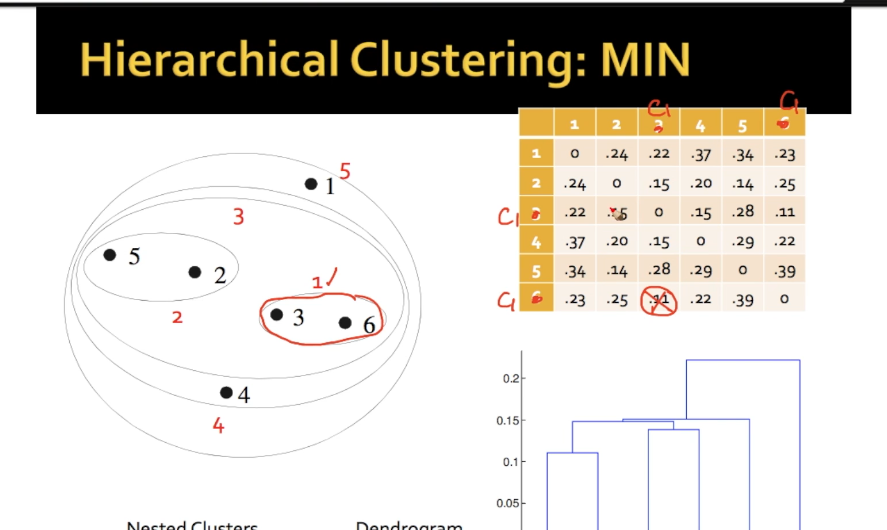 Hierarchical Clustering: MIN
C1 C1
1 2 3 4 5 6
1 0 .24 .22 .37 .34 .23
2 .24 0 .15 .20 .14 .25
C1 3 .22 .15 0 .15 .28 .11
4 .37 .20 .15 0 .29 .22
5 .34 .14 .28 .29 0 .39
C1 6 .23 .25 .11 .22 .39 0
5
1
3
5
2
1✓
2
3
6
4
4
0.2
0.15
0.1
0.05
Nested Clusters Dendrogram